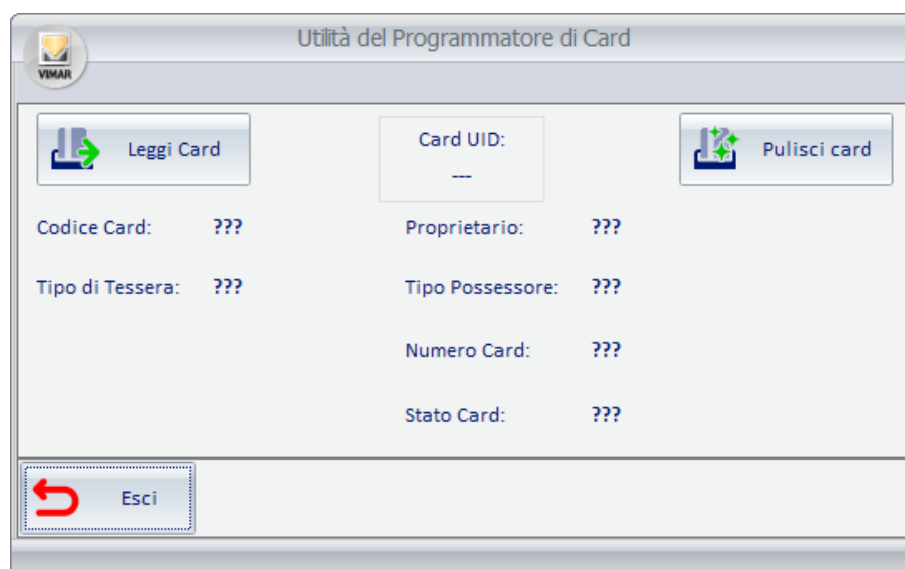 Utilità del Programmatore di Card
VIMAR
Leggi Card
Card UID:
---
Pulisci card
Codice Card: ???
Proprietario: ???
Tipo di Tessera: ???
Tipo Possessore: ???
Numero Card: ???
Stato Card: ???
Esci